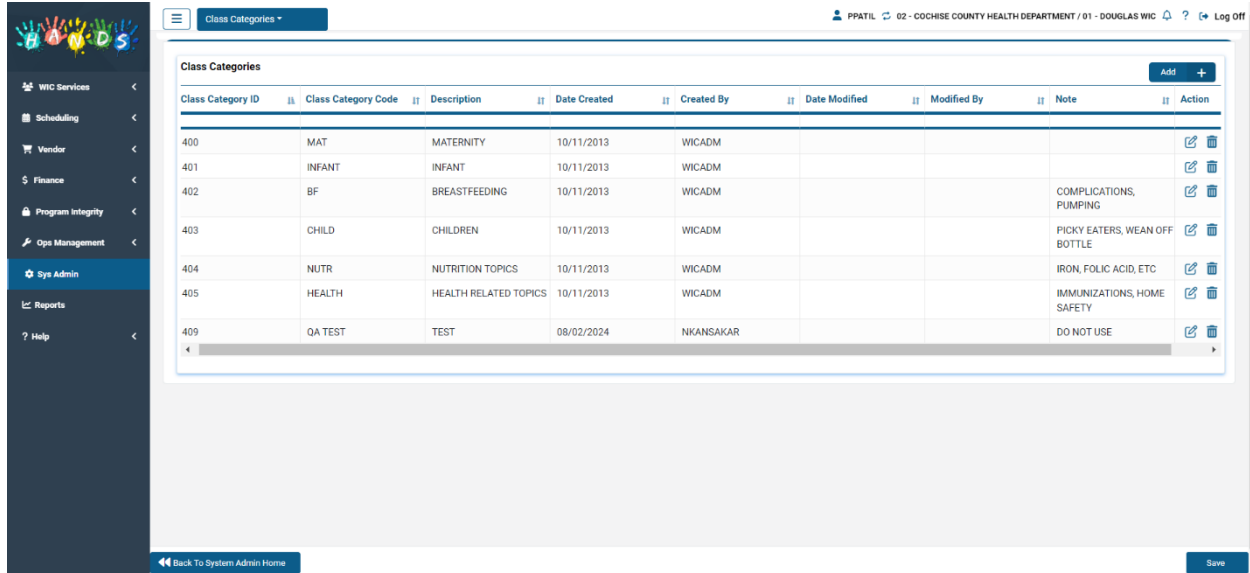 HANDS
Class Categories
PPATIL 02 - COCHISE COUNTY HEALTH DEPARTMENT / 01 - DOUGLAS WIC ? Log Off
WIC Services
Scheduling
Vendor
$ Finance
Program Integrity
Ops Management
Sys Admin
Reports
? Help
Class Categories
Add +
Class Category ID Class Category Code Description Date Created Created By Date Modified Modified By Note Action
400 MAT MATERNITY 10/11/2013 WICADM
401 INFANT INFANT 10/11/2013 WICADM
402 BF BREASTFEEDING 10/11/2013 WICADM COMPLICATIONS,
PUMPING
403 CHILD CHILDREN 10/11/2013 WICADM PICKY EATERS, WEAN OFF
BOTTLE
404 NUTR NUTRITION TOPICS 10/11/2013 WICADM IRON, FOLIC ACID, ETC
405 HEALTH HEALTH RELATED TOPICS 10/11/2013 WICADM IMMUNIZATIONS, HOME
SAFETY
409 QA TEST TEST 08/02/2024 NKANSAKAR DO NOT USE
Back To System Admin Home
Save